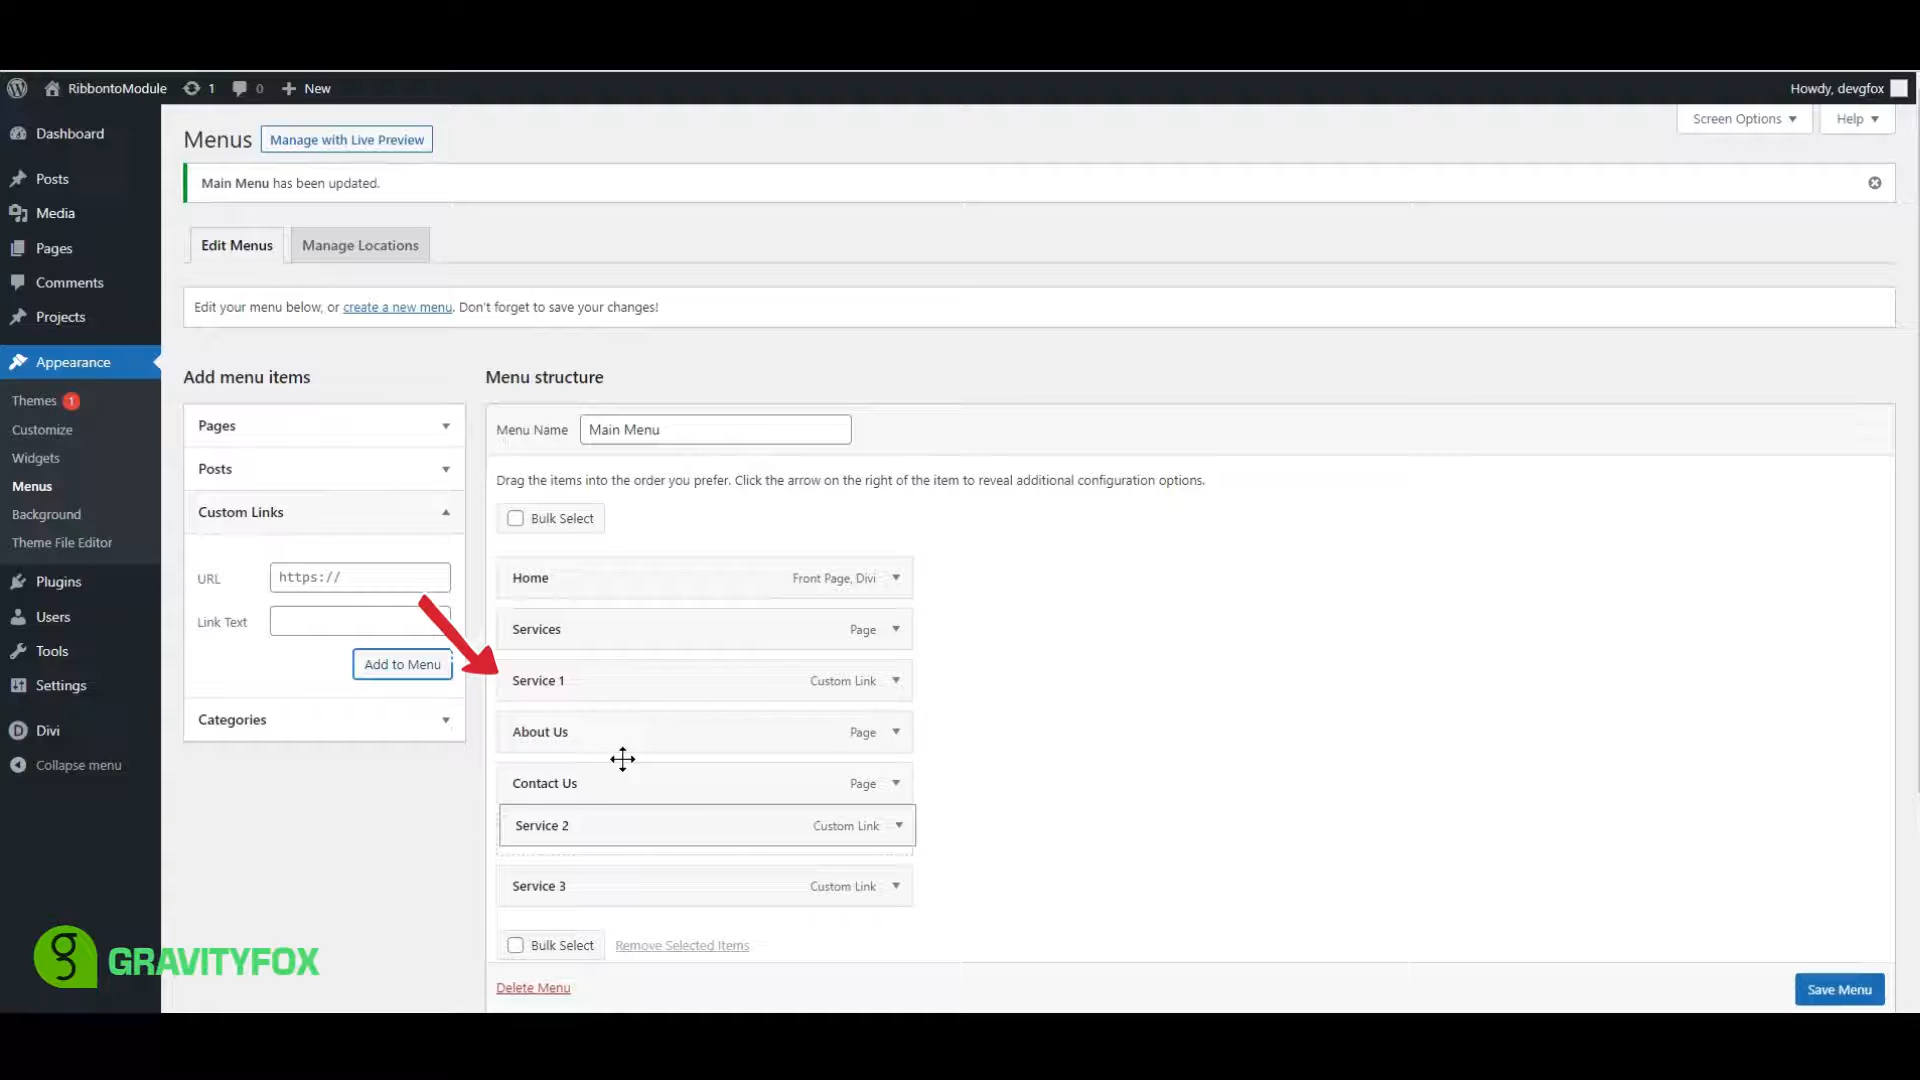 RibbontoModule 1 0 New Howdy, devgfox
Screen Options Help
Dashboard
Posts
Media
Pages
Comments
Projects
Appearance
Themes 1
Customize
Widgets
Menus
Background
Theme File Editor
Plugins
Users
Tools
Settings
Divi
Collapse menu
Menus Manage with Live Preview
Main Menu has been updated.
Edit Menus Manage Locations
Edit your menu below, or create a new menu. Don't forget to save your changes!
Add menu items
Pages
Posts
Custom Links
URL https://
Link Text
Add to Menu
Categories
Menu structure
Menu Name Main Menu
Drag the items into the order you prefer. Click the arrow on the right of the item to reveal additional configuration options.
Bulk Select
Home Front Page, Divi
Services Page
Service 1 Custom Link
About Us Page
Contact Us Page
Service 2 Custom Link
Service 3 Custom Link
Bulk Select Remove Selected Items
Delete Menu Save Menu
GRAVITYFOX